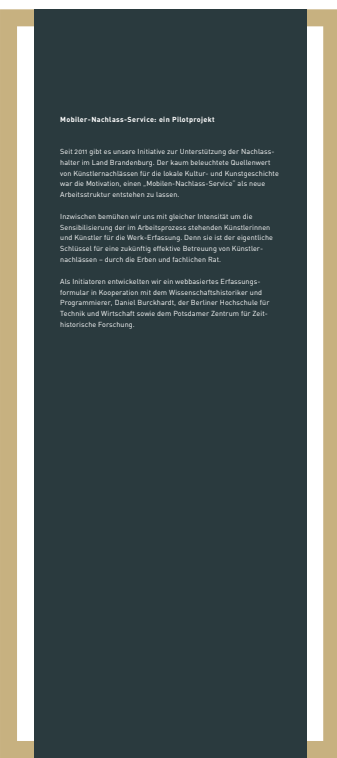 Mobiler-Nachlass-Service: ein Pilotprojekt
Seit 2011 gibt es unsere Initiative zur Unterstützung der Nachlass-
halter im Land Brandenburg. Der kaum beleuchtete Quellenwert
von Künstlernachlässen für die lokale Kultur- und Kunstgeschichte
war die Motivation, einen „Mobilen-Nachlass-Service“ als neue
Arbeitsstruktur entstehen zu lassen.
Inzwischen bemühen wir uns mit gleicher Intensität um die
Sensibilisierung der im Arbeitsprozess stehenden Künstlerinnen
und Künstler für die Werk-Erfassung. Denn sie ist der eigentliche
Schlüssel für eine zukünftig effektive Betreuung von Künstler-
nachlässen – durch die Erben und fachlichen Rat.
Als Initiatoren entwickelten wir ein webbasiertes Erfassungs-
formular in Kooperation mit dem Wissenschaftshistoriker und
Programmierer, Daniel Burckhardt, der Berliner Hochschule für
Technik und Wirtschaft sowie dem Potsdamer Zentrum für Zeit-
historische Forschung.